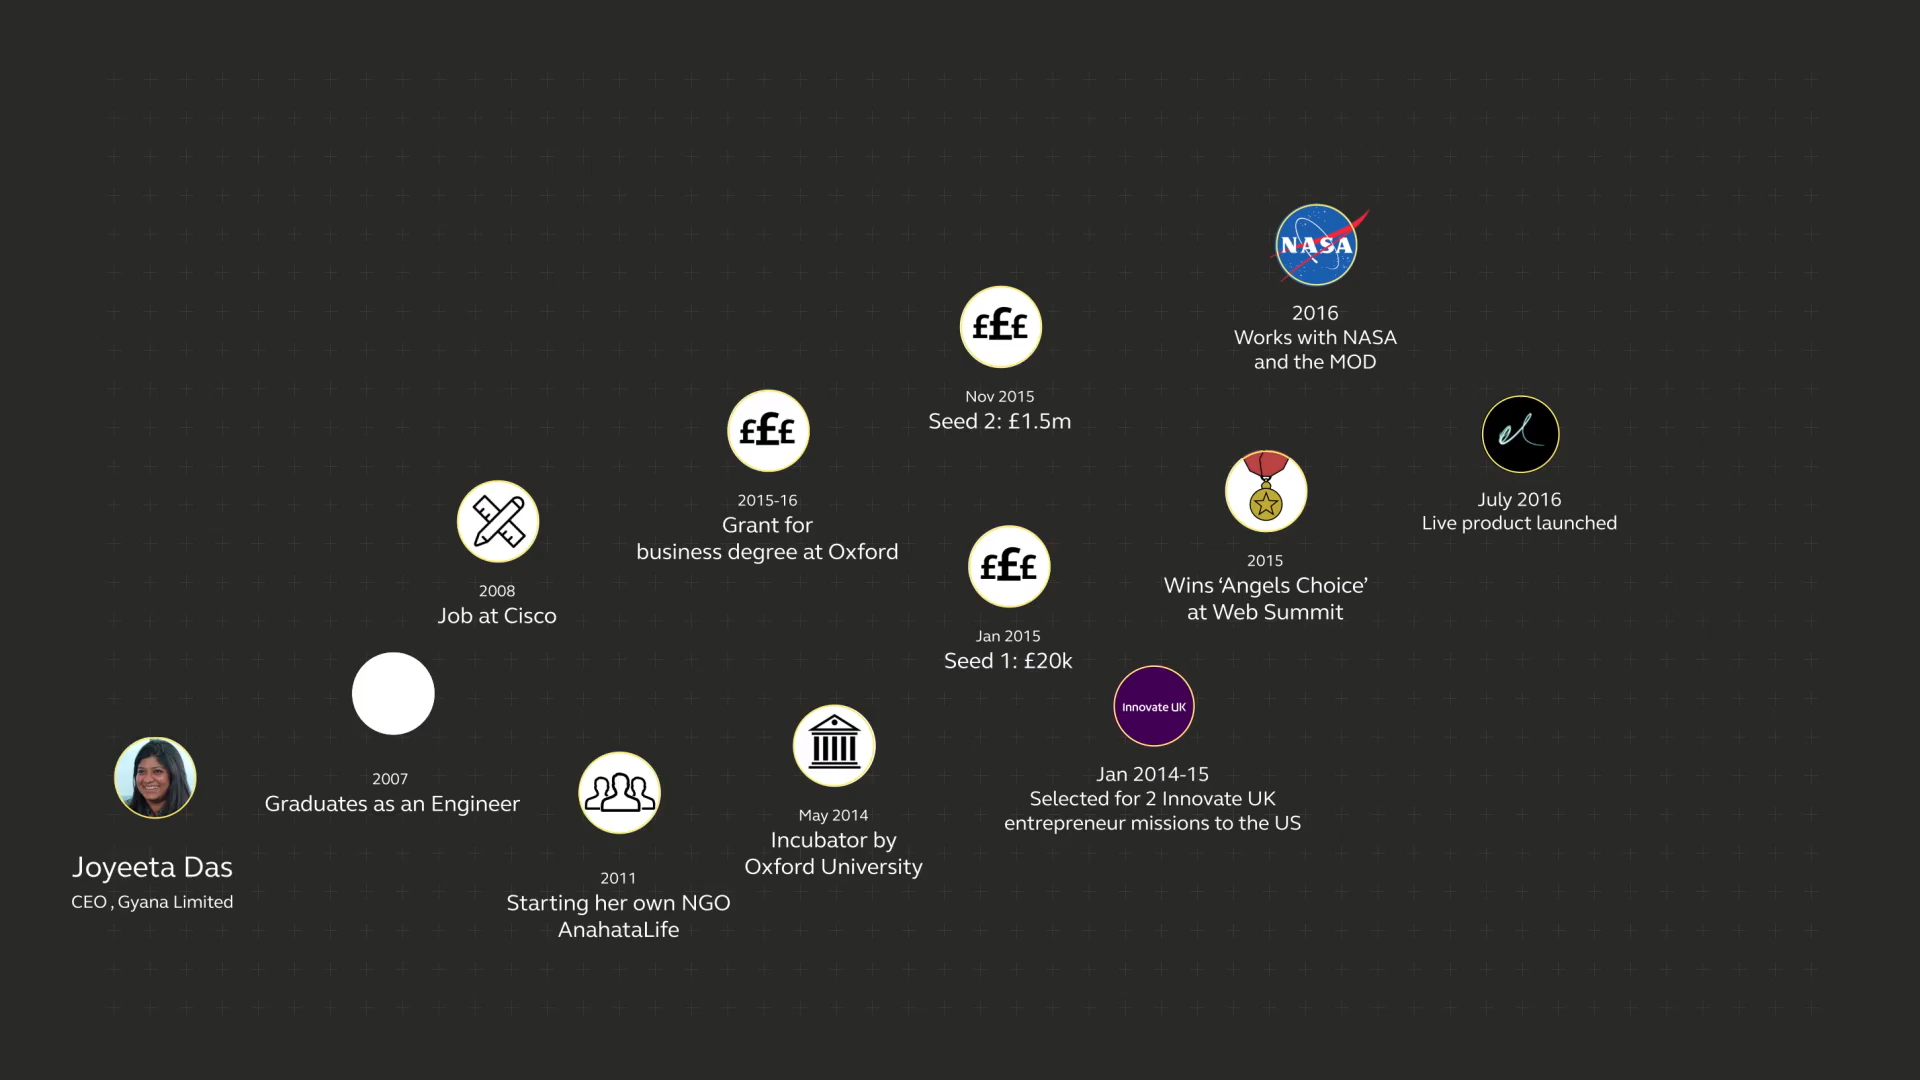 Joyeeta Das
CEO, Gyana Limited
2007
Graduates as an Engineer
2008
Job at Cisco
2011
Starting her own NGO
AnahataLife
£££
2015-16
Grant for
business degree at Oxford
May 2014
Incubator by
Oxford University
£££
Nov 2015
Seed 2: £1.5m
£££
Jan 2015
Seed 1: £20k
Innovate UK
Jan 2014-15
Selected for 2 Innovate UK
entrepreneur missions to the US
NASA
2016
Works with NASA
and the MOD
2015
Wins ‘Angels Choice’
at Web Summit
July 2016
Live product launched